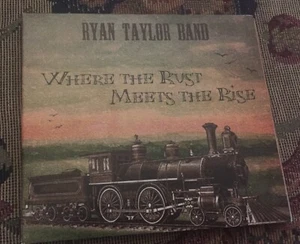 RYAN TAYLOR BAND
WHERE THE RUST
MEETS THE RISE